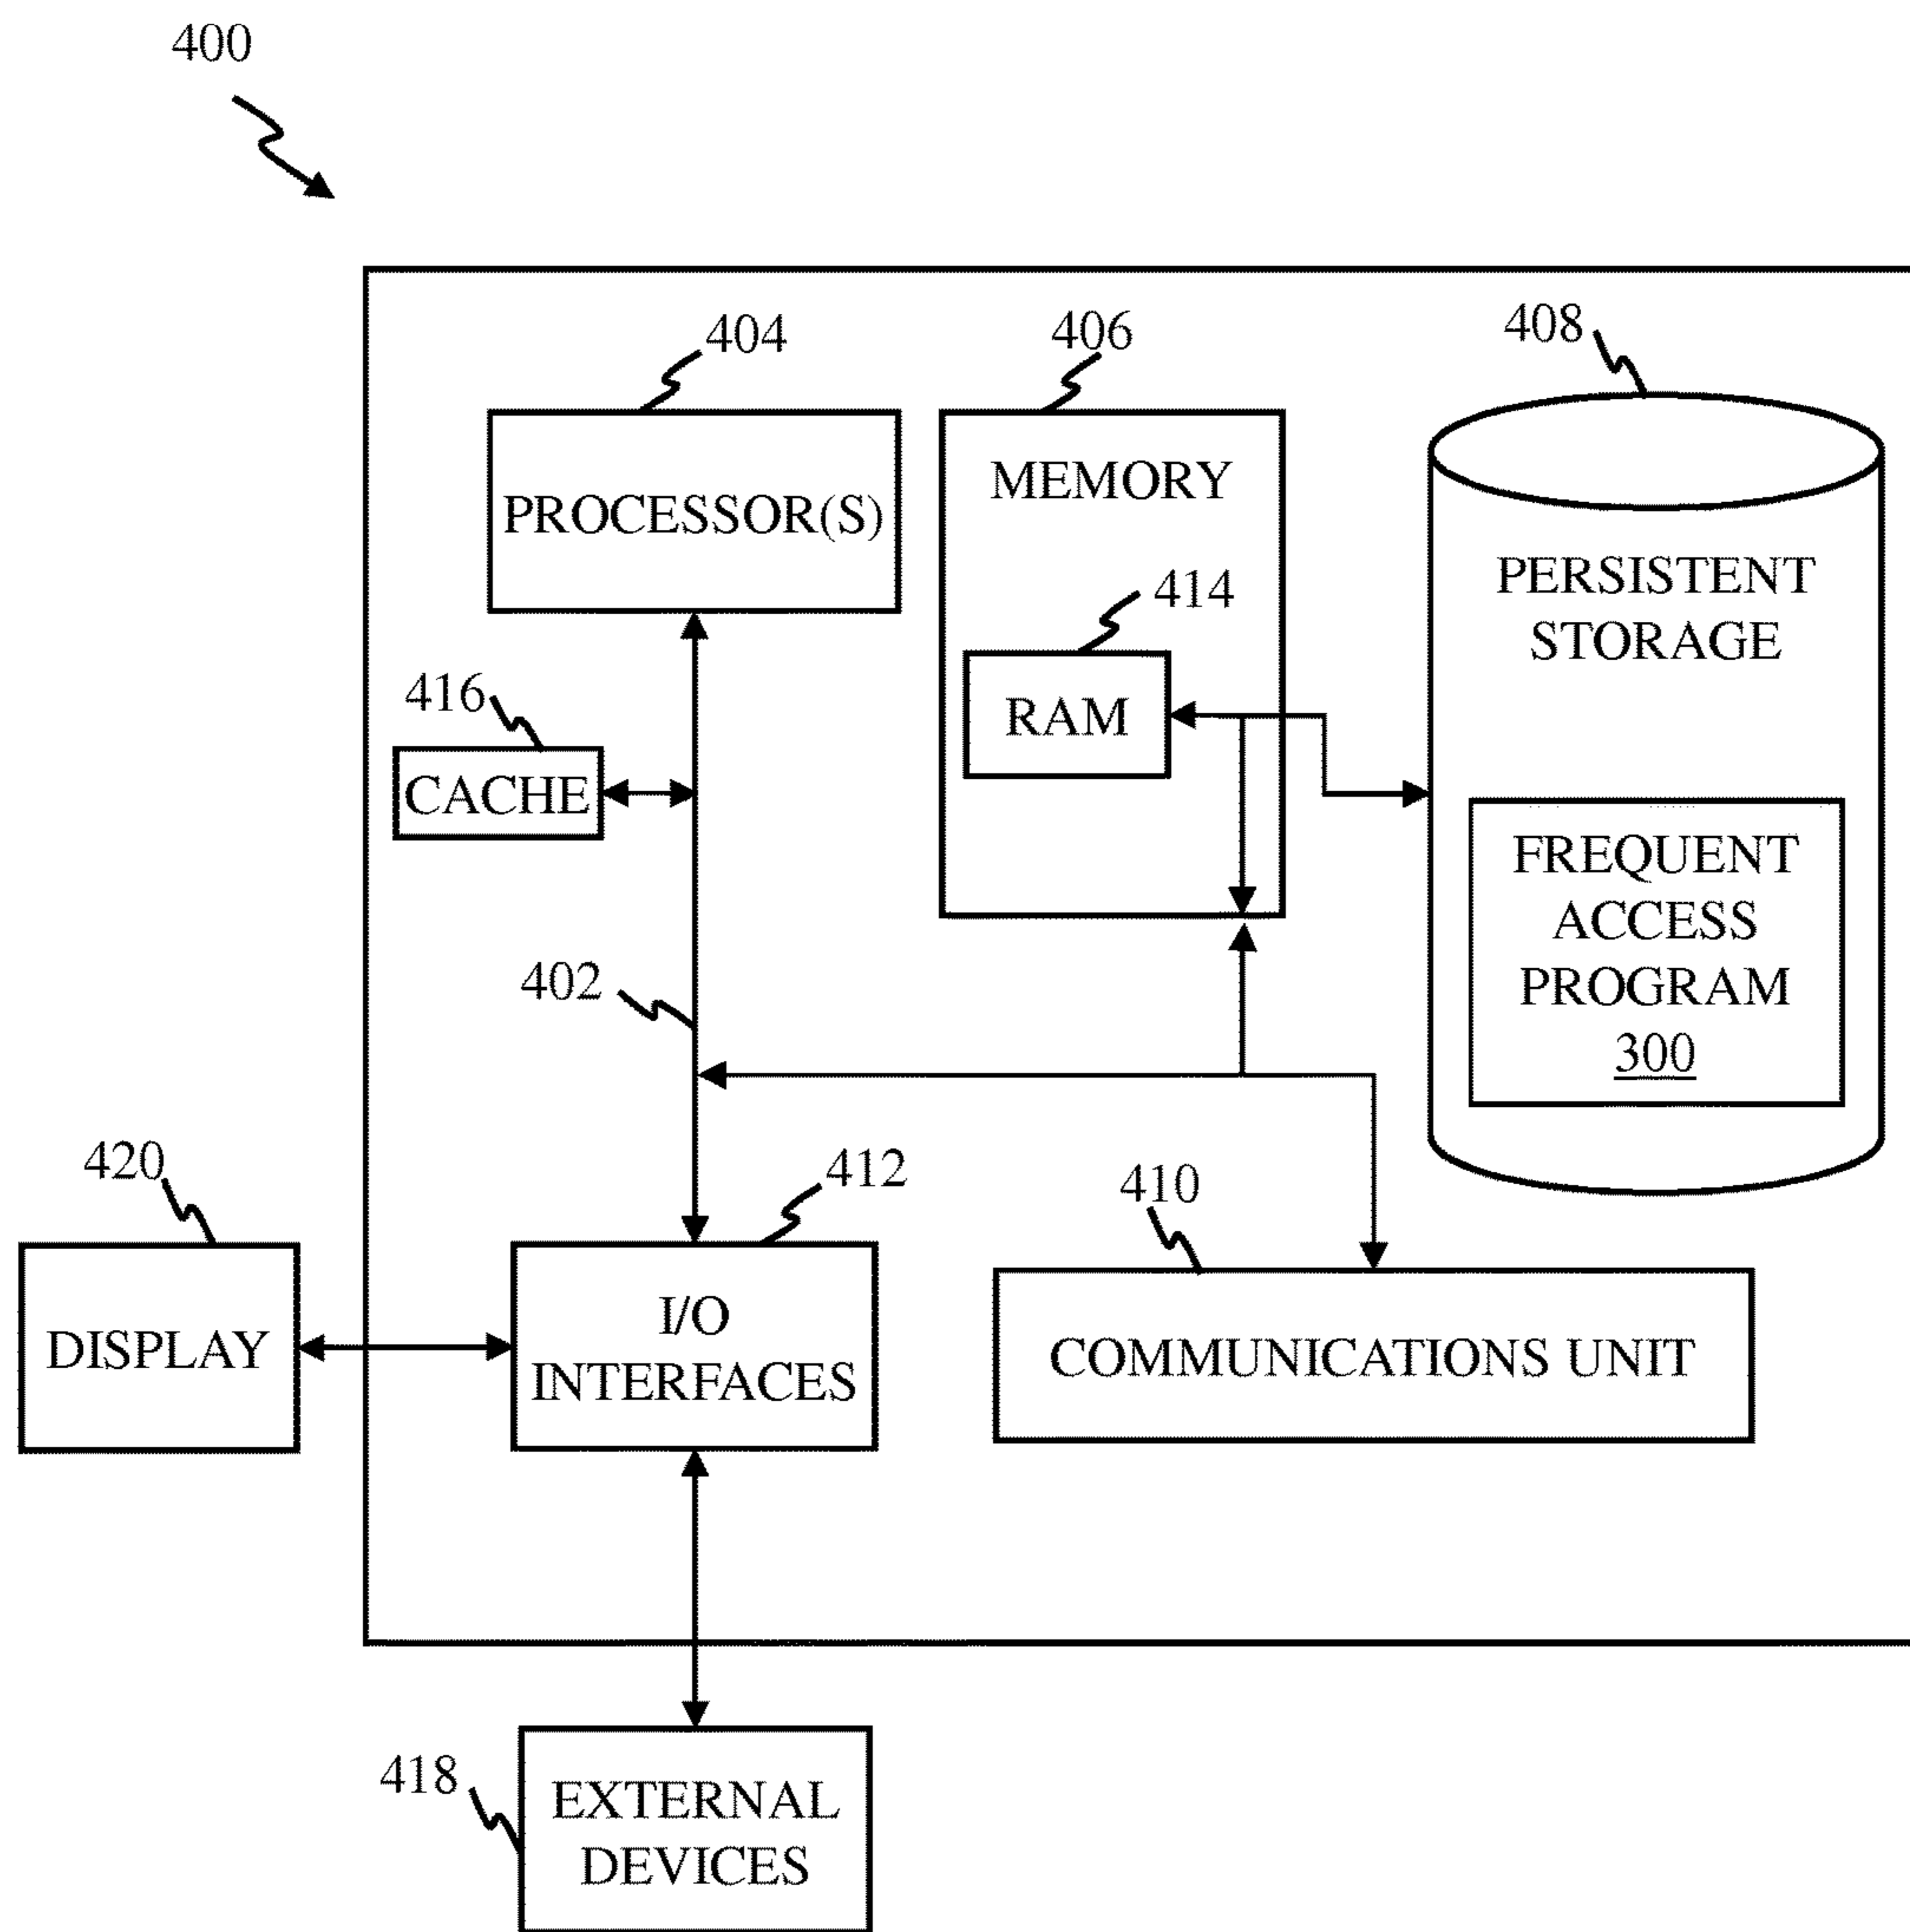 400
404
406
408
PROCESSOR(S)
MEMORY
PERSISTENT
STORAGE
414
RAM
416
CACHE
FREQUENT
ACCESS
PROGRAM
300
402
420
412
410
DISPLAY
I/O
INTERFACES
COMMUNICATIONS UNIT
418
EXTERNAL
DEVICES